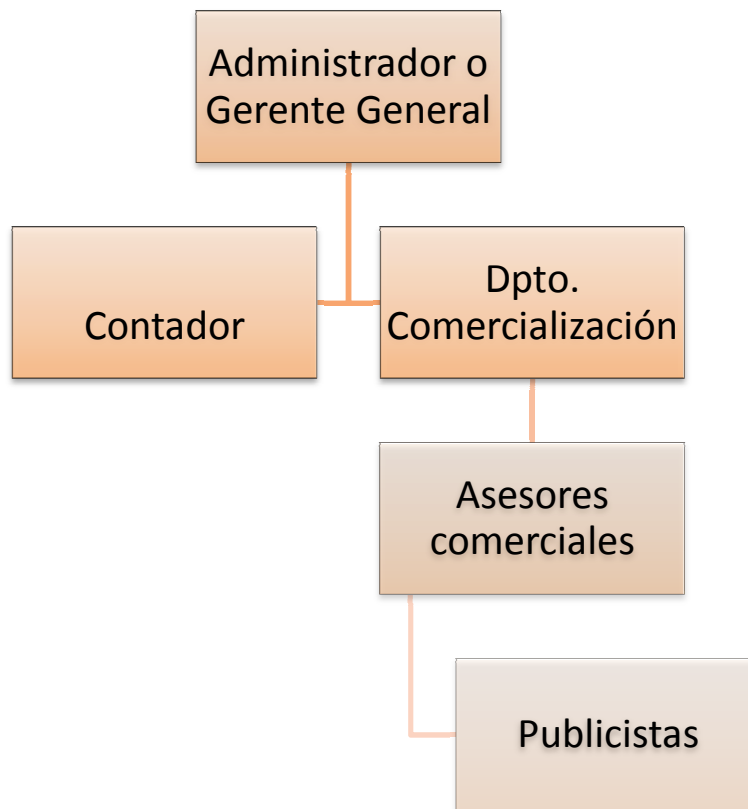 Administrador o
Gerente General
Contador
Dpto.
Comercialización
Asesores
comerciales
Publicistas